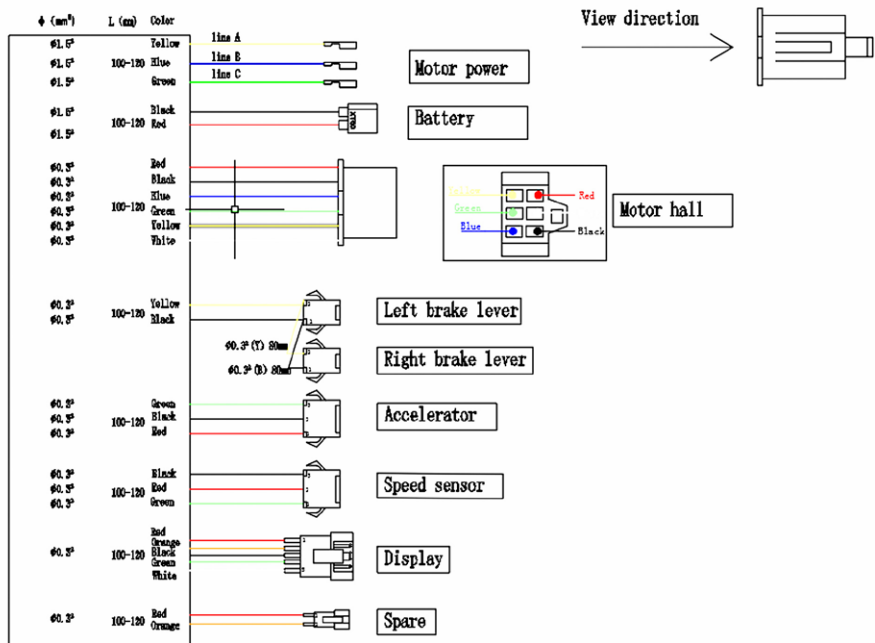 Φ (mm²) L (mm) Color
View direction
Φ1.5² Yellow line A
Φ1.5² 100-120 Blue line B
Φ1.5² Green line C
Motor power
Φ1.5² Black
100-120 Red
Φ1.5²
XT60
Battery
Φ0.3² Red
Φ0.3² Black
Φ0.3² Blue
Φ0.3² 100-120 Green
Φ0.3² Yellow
Φ0.3² White
Yellow Red
Green
Blue Black
Motor hall
Φ0.3² Yellow
Φ0.3² 100-120 Black
Left brake lever
Φ0.3²(Y) 80mm
Φ0.3²(B) 80mm
Right brake lever
Φ0.3² Green
Φ0.3² 100-120 Black
Φ0.3² Red
Accelerator
Φ0.3² Black
Φ0.3² 100-120 Red
Φ0.3² Green
Speed sensor
Red
Orange
Φ0.3² 100-120 Black
Green
White
Display
Φ0.3² 100-120 Red
Orange
Spare